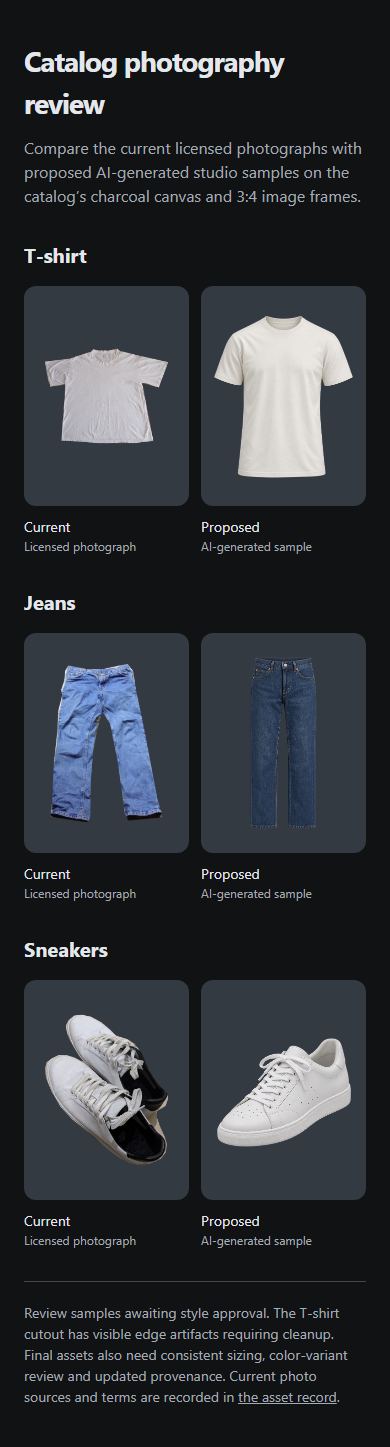 Catalog photography
review
Compare the current licensed photographs with
proposed AI-generated studio samples on the
catalog's charcoal canvas and 3:4 image frames.
T-shirt
Current
Licensed photograph
Proposed
AI-generated sample
Jeans
Current
Licensed photograph
Proposed
AI-generated sample
Sneakers
Current
Licensed photograph
Proposed
AI-generated sample
Review samples awaiting style approval. The T-shirt
cutout has visible edge artifacts requiring cleanup.
Final assets also need consistent sizing, color-variant
review and updated provenance. Current photo
sources and terms are recorded in the asset record.